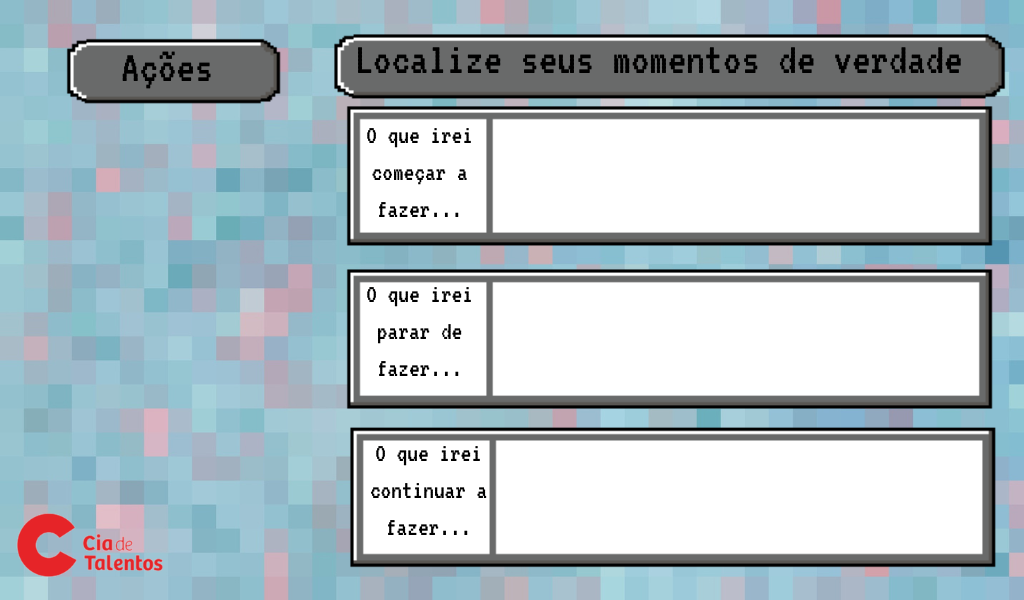 Ações
Localize seus momentos de verdade
O que irei
começar a
fazer...
O que irei
parar de
fazer...
O que irei
continuar a
fazer...
Cia de
Talentos